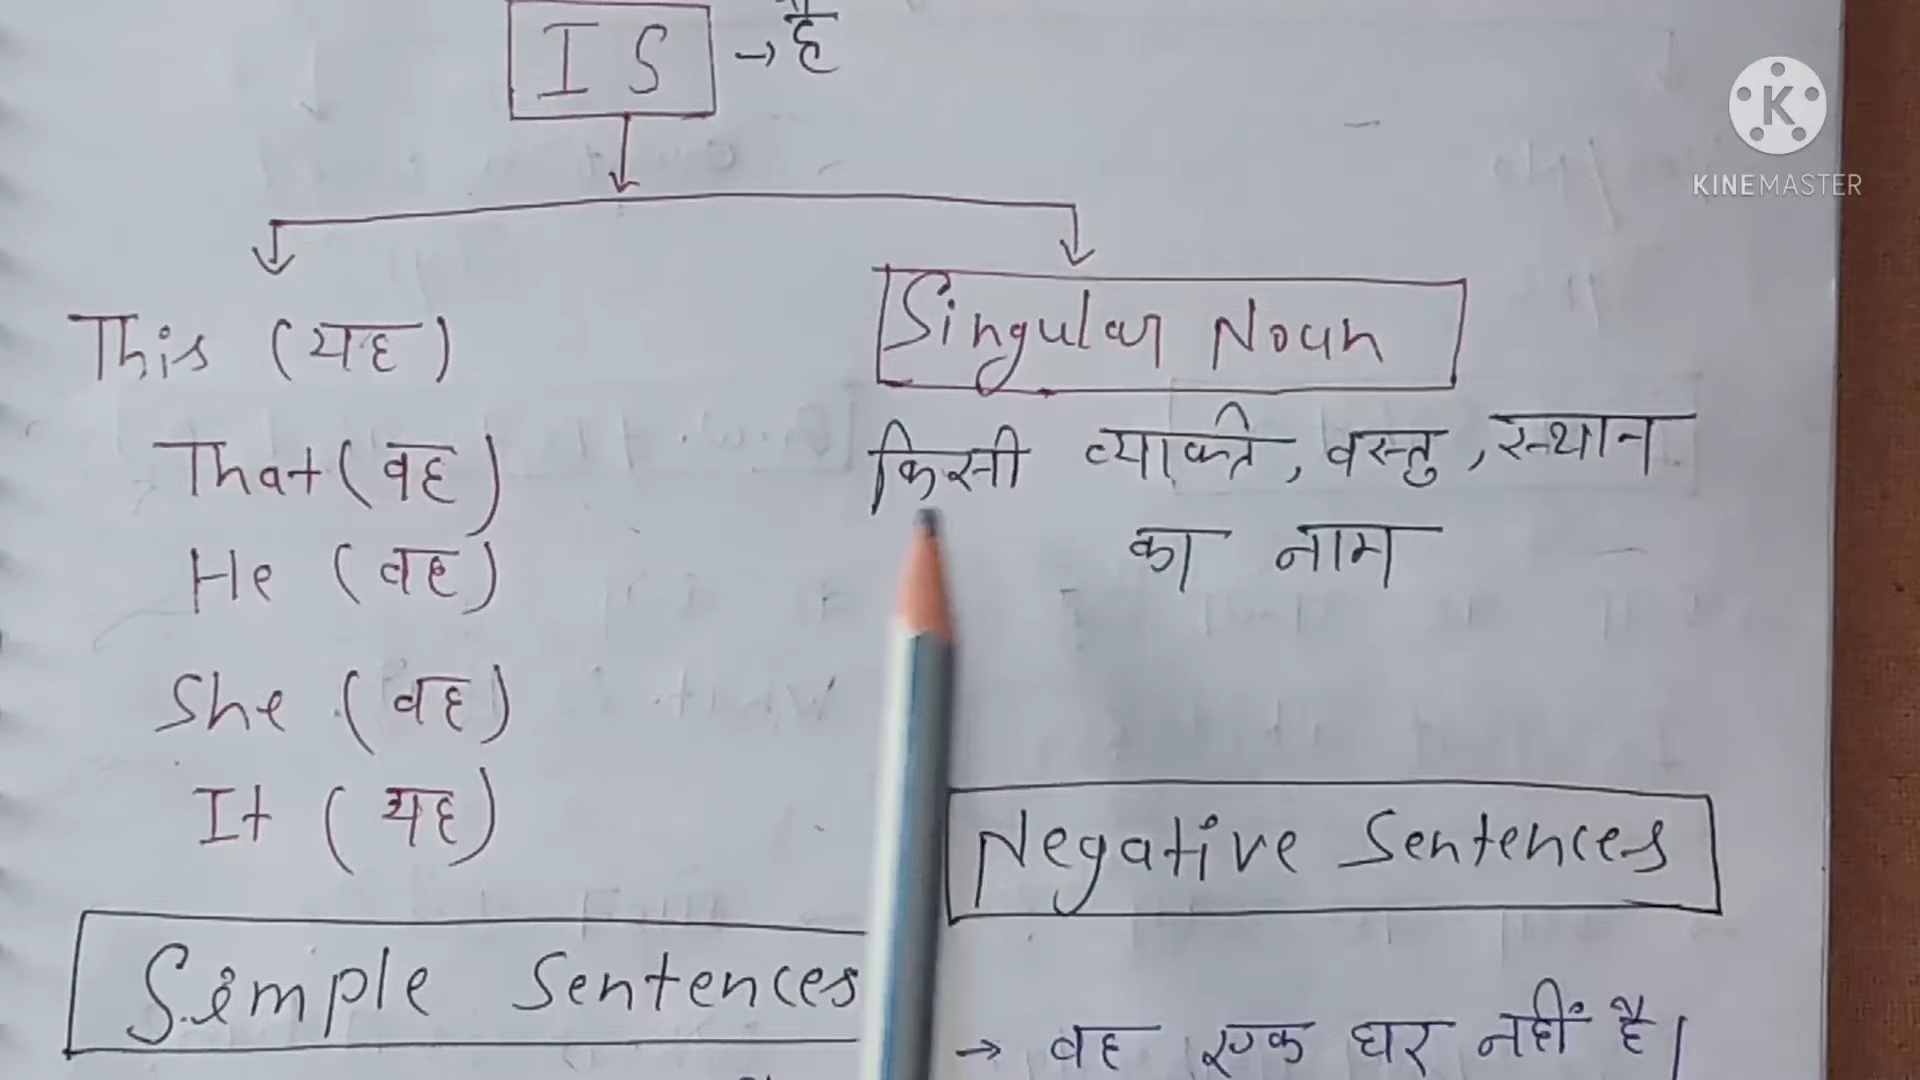 IS → है
This (यह)
That (वह)
He (वह)
She (वह)
It (यह)
Singular Noun
किसी व्यक्ति, वस्तु, स्थान
का नाम
Negative Sentences
Simple Sentences
→ वह एक घर नहीं है।
K
KINEMASTER